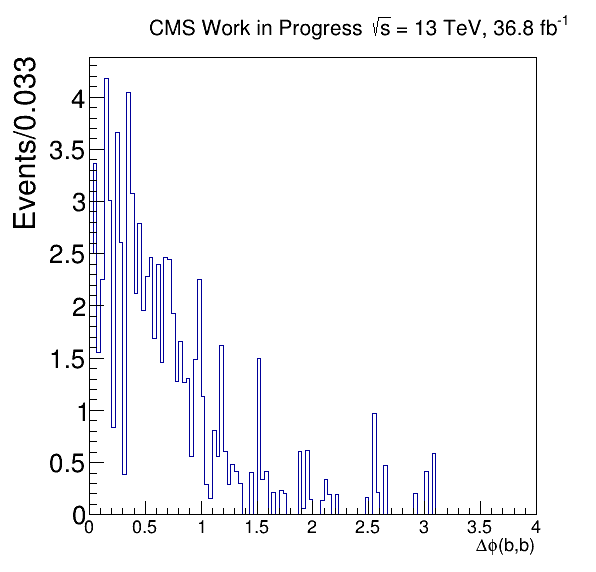 CMS Work in Progress √s = 13 TeV, 36.8 fb⁻¹
Events/0.033
4
3.5
3
2.5
2
1.5
1
0.5
0
0 0.5 1 1.5 2 2.5 3 3.5 4
Δϕ(b,b)